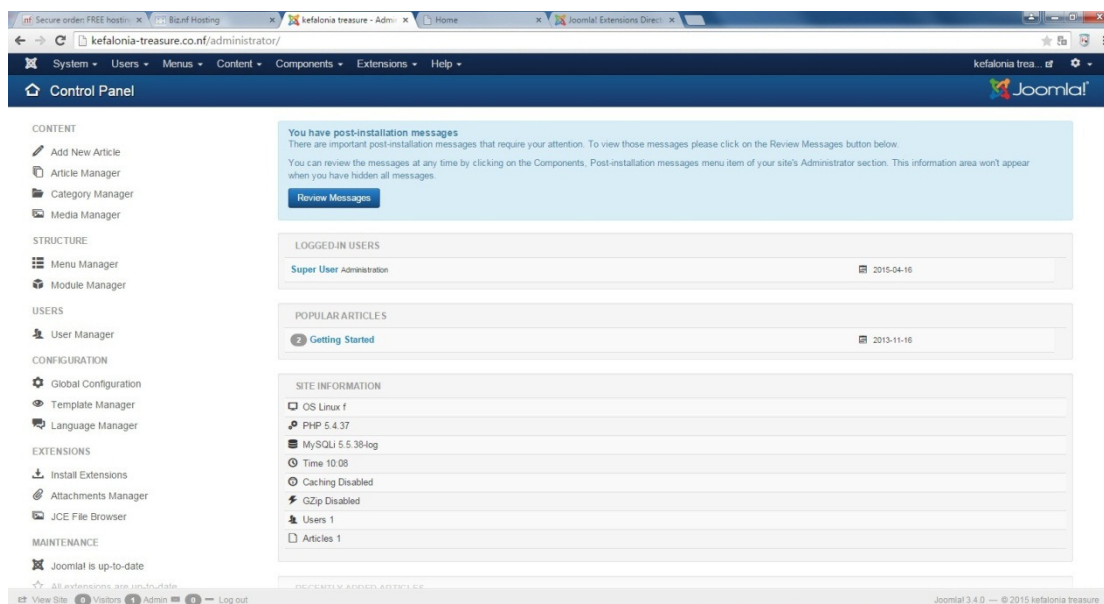 nf Secure order: FREE hostin
Biz.nf Hosting
kefalonia treasure - Admi
Home
Joomla! Extensions Direct
kefalonia-treasure.co.nf/administrator/
System Users Menus Content Components Extensions Help
kefalonia trea...
Control Panel
Joomla!
CONTENT
Add New Article
Article Manager
Category Manager
Media Manager
STRUCTURE
Menu Manager
Module Manager
USERS
User Manager
CONFIGURATION
Global Configuration
Template Manager
Language Manager
EXTENSIONS
Install Extensions
Attachments Manager
JCE File Browser
MAINTENANCE
Joomla! is up-to-date
All extensions are up-to-date
You have post-installation messages
There are important post-installation messages that require your attention. To view those messages please click on the Review Messages button below.
You can review the messages at any time by clicking on the Components, Post-installation messages menu item of your site's Administrator section. This information area won't appear
when you have hidden all messages.
Review Messages
LOGGED-IN USERS
Super User Administration 2015-04-16
POPULAR ARTICLES
2 Getting Started 2013-11-16
SITE INFORMATION
OS Linux f
PHP 5.4.37
MySQLi 5.5.38-log
Time 10:08
Caching Disabled
GZip Disabled
Users 1
Articles 1
RECENTLY ADDED ARTICLES
View Site 0 Visitors 1 Admin 0 Log out
Joomla! 3.4.0 — © 2015 kefalonia treasure